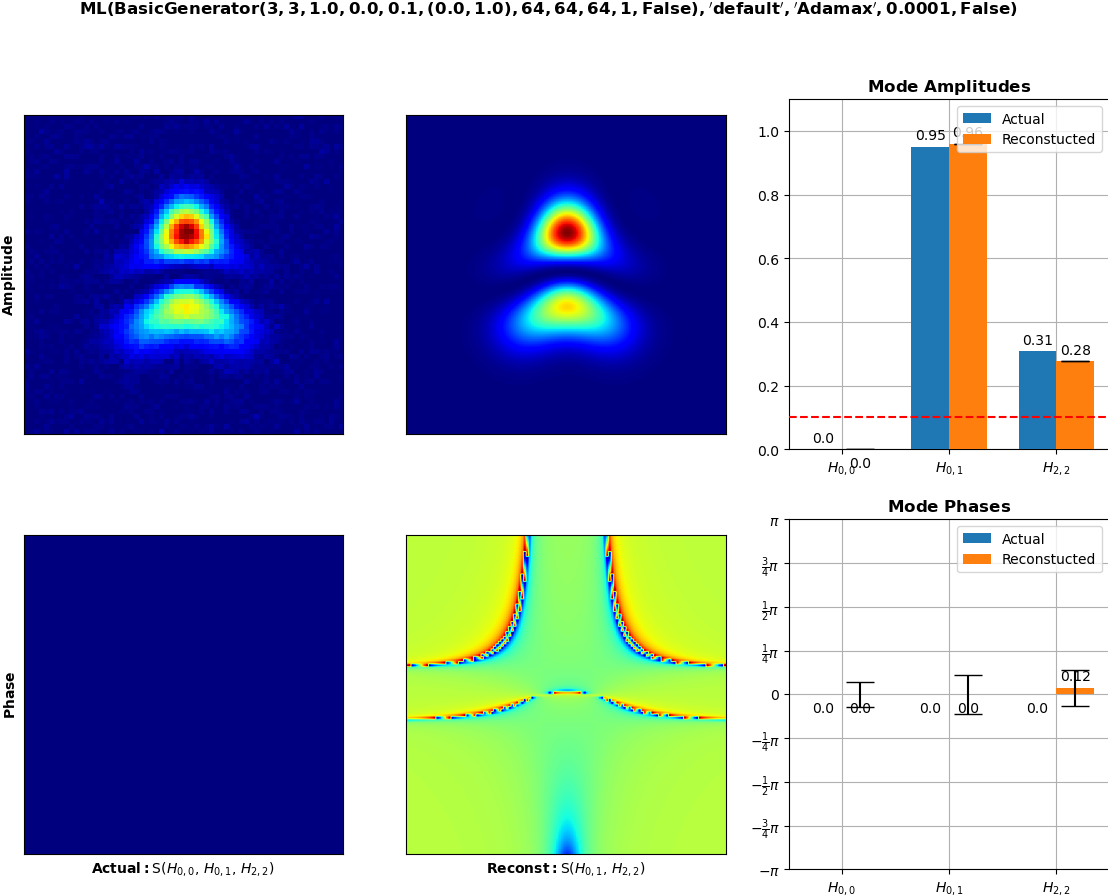 ML(BasicGenerator(3, 3, 1.0, 0.0, 0.1, (0.0, 1.0), 64, 64, 64, 1, False), 'default', 'Adamax', 0.0001, False)
Amplitude
Mode Amplitudes
Actual
Reconstucted
1.0
0.8
0.6
0.4
0.2
0.0
0.0
0.0
0.95
0.96
0.31
0.28
H0,0
H0,1
H2,2
Phase
Actual: S(H0,0, H0,1, H2,2)
Reconst: S(H0,1, H2,2)
Mode Phases
Actual
Reconstucted
π
3/4π
1/2π
1/4π
0
−1/4π
−1/2π
−3/4π
−π
0.0
0.0
0.0
0.0
0.0
0.12
H0,0
H0,1
H2,2